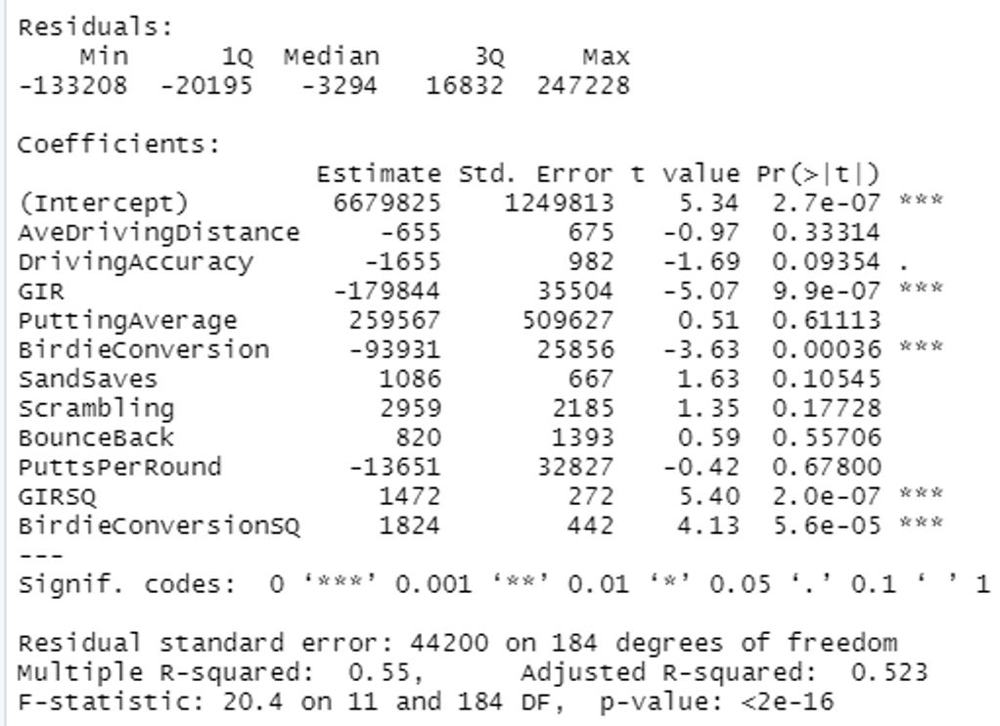 Residuals:
Min 1Q Median 3Q Max
-133208 -20195 -3294 16832 247228
Coefficients:
Estimate Std. Error t value Pr(>|t|)
(Intercept) 6679825 1249813 5.34 2.7e-07 ***
AveDrivingDistance -655 675 -0.97 0.33314
DrivingAccuracy -1655 982 -1.69 0.09354 .
GIR -179844 35504 -5.07 9.9e-07 ***
PuttingAverage 259567 509627 0.51 0.61113
BirdieConversion -93931 25856 -3.63 0.00036 ***
SandSaves 1086 667 1.63 0.10545
Scrambling 2959 2185 1.35 0.17728
BounceBack 820 1393 0.59 0.55706
PuttsPerRound -13651 32827 -0.42 0.67800
GIRSQ 1472 272 5.40 2.0e-07 ***
BirdieConversionSQ 1824 442 4.13 5.6e-05 ***
---
Signif. codes: 0 ‘***’ 0.001 ‘**’ 0.01 ‘*’ 0.05 ‘.’ 0.1 ‘ ’ 1
Residual standard error: 44200 on 184 degrees of freedom
Multiple R-squared: 0.55, Adjusted R-squared: 0.523
F-statistic: 20.4 on 11 and 184 DF, p-value: <2e-16